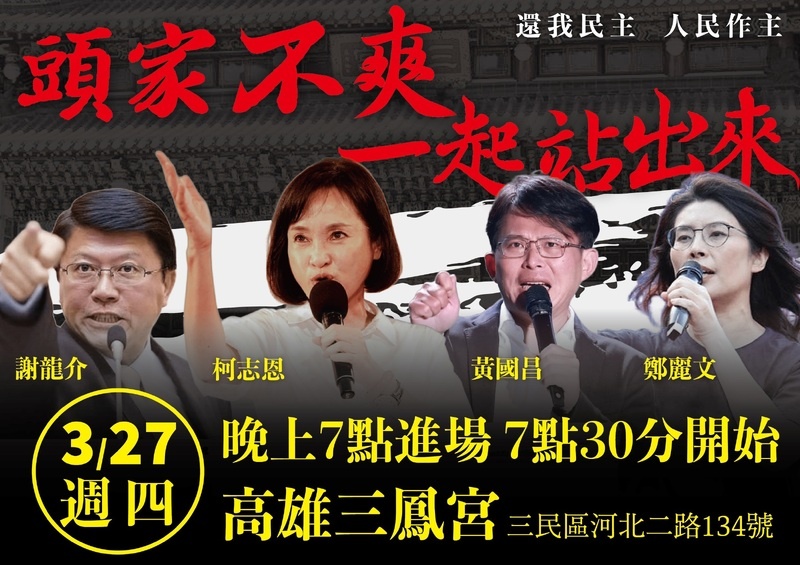 還我民主 人民作主
頭家不爽
一起站出來
謝龍介
柯志恩
黃國昌
鄭麗文
3/27
週四
晚上7點進場 7點30分開始
高雄三鳳宮 三民區河北二路134號